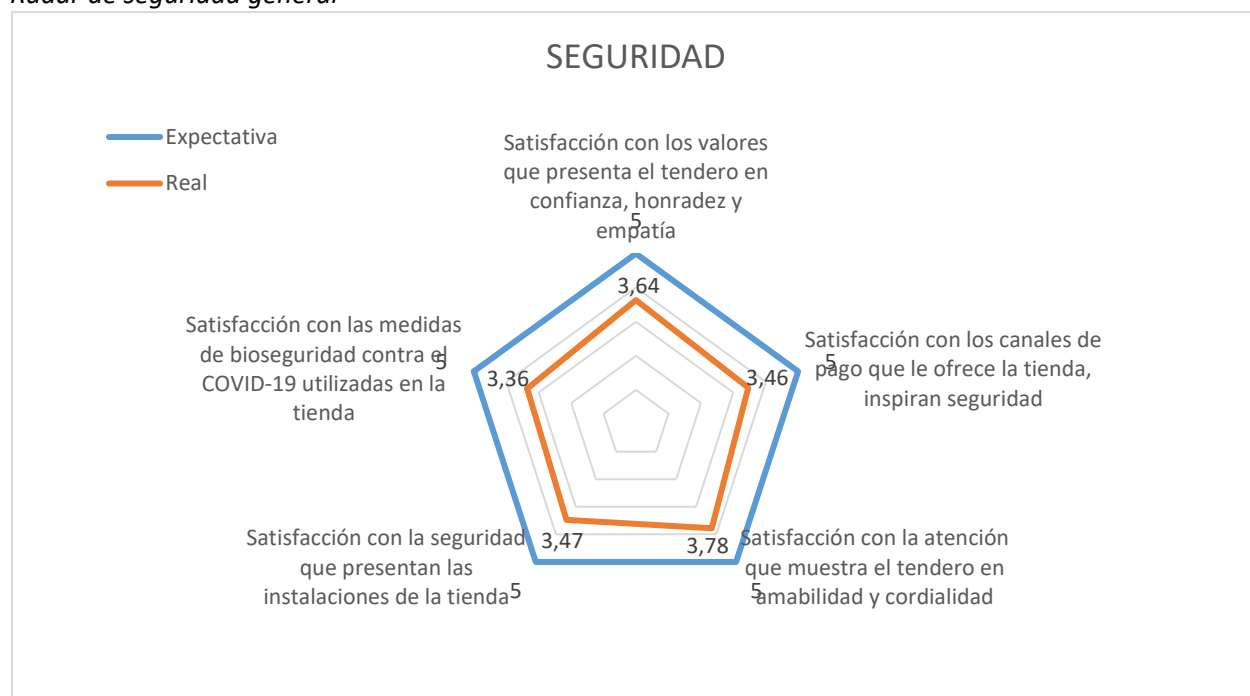 Radar de seguridad general
SEGURIDAD
Expectativa
Real
Satisfacción con los valores
que presenta el tendero en
confianza, honradez y
empatía
5
3,64
Satisfacción con los canales de
pago que le ofrece la tienda,
inspiran seguridad
5
3,46
Satisfacción con la atención
que muestra el tendero en
amabilidad y cordialidad
5
3,78
Satisfacción con la seguridad
que presentan las
instalaciones de la tienda
5
3,47
Satisfacción con las medidas
de bioseguridad contra el
COVID-19 utilizadas en la
tienda
5
3,36